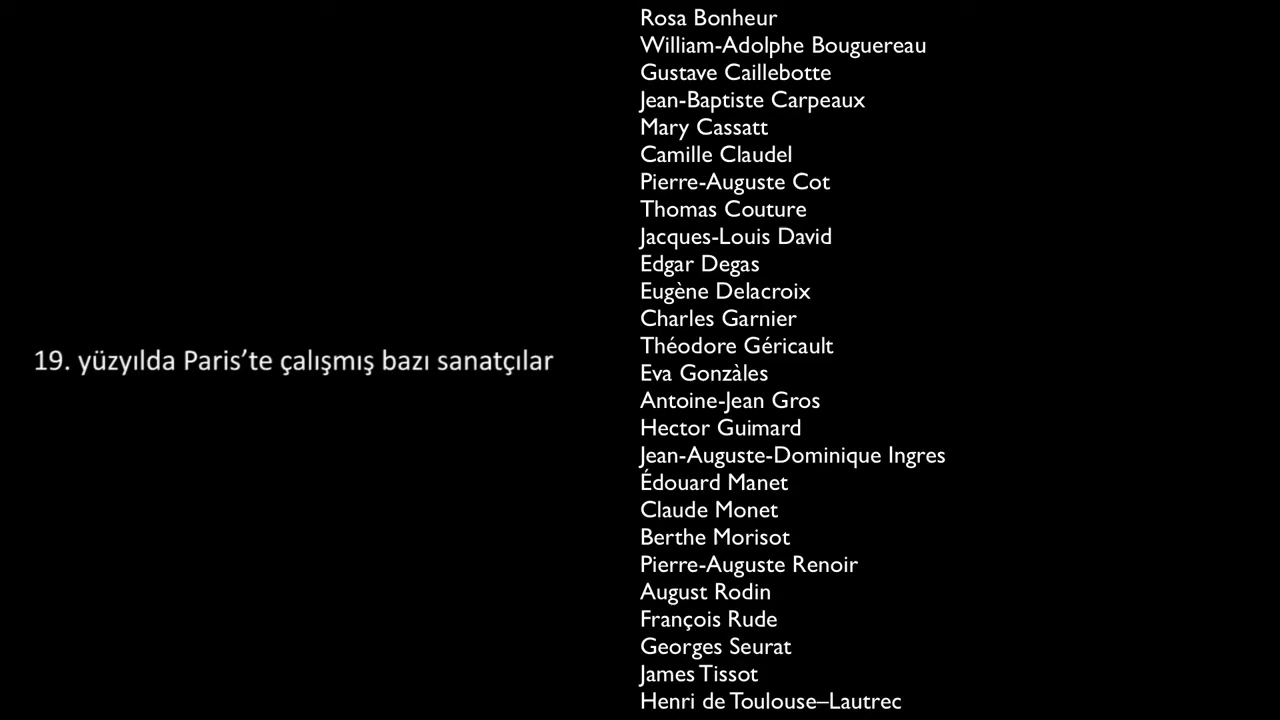 19. yüzyılda Paris’te çalışmış bazı sanatçılar
Rosa Bonheur
William-Adolphe Bouguereau
Gustave Caillebotte
Jean-Baptiste Carpeaux
Mary Cassatt
Camille Claudel
Pierre-Auguste Cot
Thomas Couture
Jacques-Louis David
Edgar Degas
Eugène Delacroix
Charles Garnier
Théodore Géricault
Eva Gonzàles
Antoine-Jean Gros
Hector Guimard
Jean-Auguste-Dominique Ingres
Édouard Manet
Claude Monet
Berthe Morisot
Pierre-Auguste Renoir
August Rodin
François Rude
Georges Seurat
James Tissot
Henri de Toulouse–Lautrec